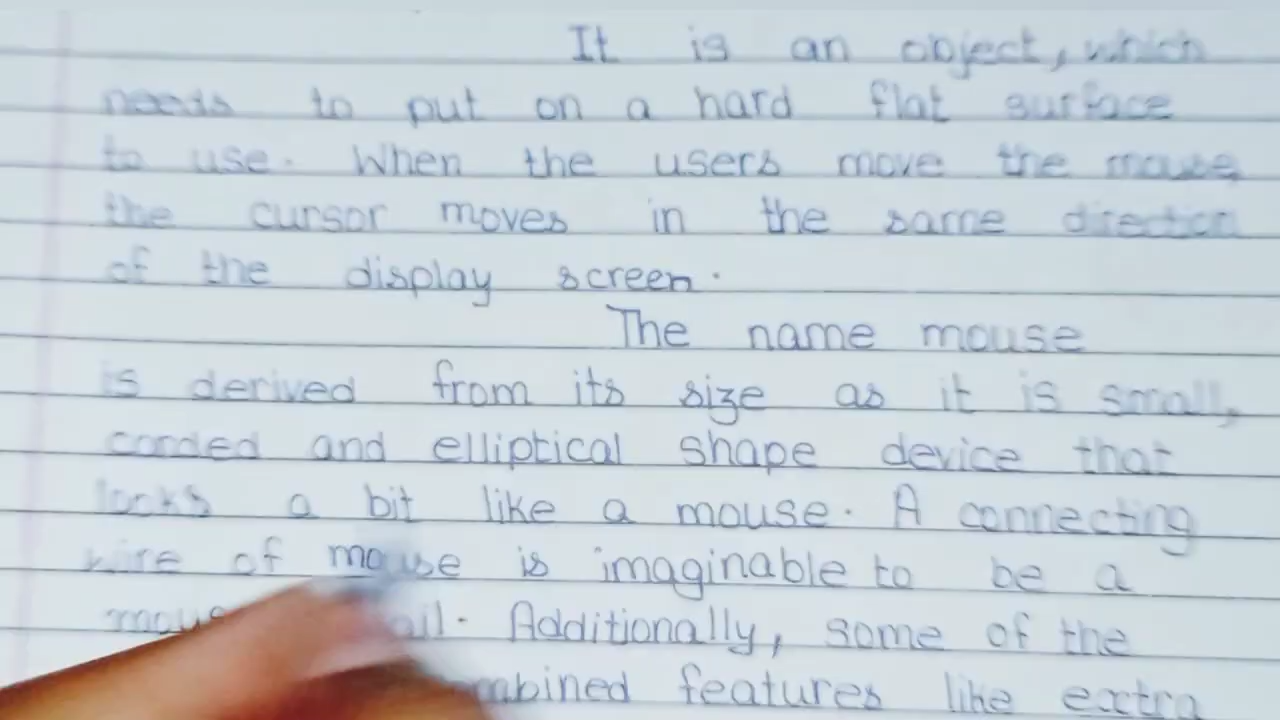 It is an object, which
needs to put on a hard flat surface
to use. When the users move the mouse,
the cursor moves in the same direction
of the display screen.
The name mouse
is derived from its size as it is small,
corded and elliptical shape device that
looks a bit like a mouse. A connecting
wire of mouse is imaginable to be a
Additionally, some of the
features like extra